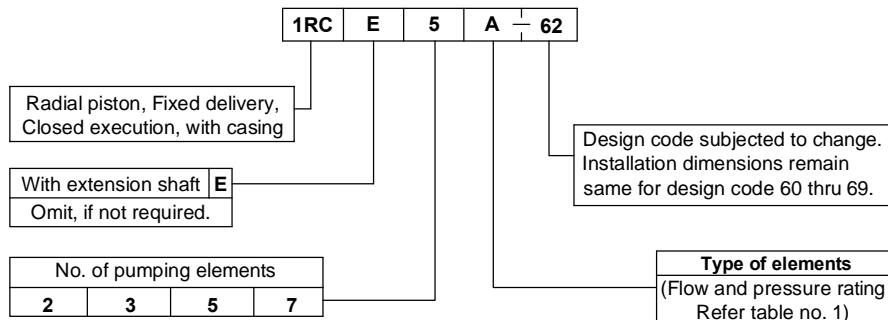 1RC E 5 A - 62
Radial piston, Fixed delivery,
Closed execution, with casing
With extension shaft E
Omit, if not required.
No. of pumping elements
2 3 5 7
Design code subjected to change.
Installation dimensions remain
same for design code 60 thru 69.
Type of elements
(Flow and pressure rating
Refer table no. 1)